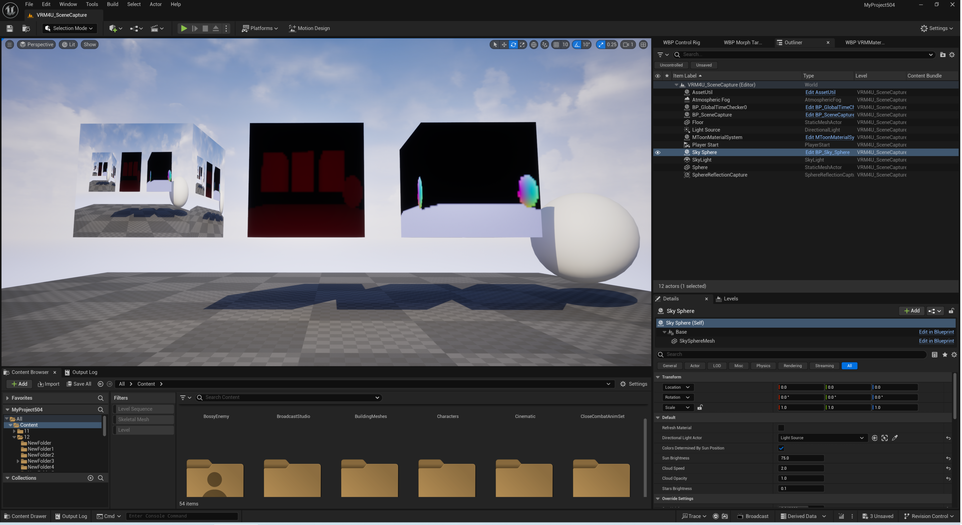 File Edit Window Tools Build Select Actor Help
MyProject504
VRM4U_SceneCapture
Selection Mode
Platforms
Motion Design
Settings
Perspective
Lit
Show
10
10°
0.25
1
WBP Control Rig
WBP Morph Tar...
Outliner
WBP VRMMater...
Search...
Uncontrolled
Unsaved
Item Label
Type
Level
Content Bundle
VRM4U_SceneCapture (Editor)
World
AssetUtil
Edit AssetUtil
VRM4U_SceneCapture
Atmospheric Fog
AtmosphericFog
VRM4U_SceneCapture
BP_GlobalTimeChecker0
Edit BP_GlobalTimeCl
VRM4U_SceneCapture
BP_SceneCapture
Edit BP_SceneCapture
VRM4U_SceneCapture
Floor
StaticMeshActor
VRM4U_SceneCapture
Light Source
DirectionalLight
VRM4U_SceneCapture
MToonMaterialSystem
Edit MToonMaterialSy
VRM4U_SceneCapture
Player Start
PlayerStart
VRM4U_SceneCapture
Sky Sphere
Edit BP_Sky_Sphere
VRM4U_SceneCapture
SkyLight
SkyLight
VRM4U_SceneCapture
Sphere
StaticMeshActor
VRM4U_SceneCapture
SphereReflectionCapture
SphereReflectionCapt
VRM4U_SceneCapture
12 actors (1 selected)
Details
Levels
Sky Sphere
Add
Sky Sphere (Self)
Base
Edit in Blueprint
SkySphereMesh
Edit in Blueprint
Search
General
Actor
LOD
Misc
Physics
Rendering
Streaming
All
Transform
Location
0.0
0.0
0.0
Rotation
0.0 °
0.0 °
0.0 °
Scale
1.0
1.0
1.0
Default
Refresh Material
Directional Light Actor
Light Source
Colors Determined By Sun Position
Sun Brightness
75.0
Cloud Speed
2.0
Cloud Opacity
1.0
Stars Brightness
0.1
Override Settings
Content Browser
Output Log
Add
Import
Save All
All
Content
Settings
Favorites
MyProject504
All
Content
11
12
NewFolder
NewFolder1
NewFolder2
NewFolder3
NewFolder4
Collections
Filters
Level Sequence
Skeletal Mesh
Level
Search Content
BossyEnemy
BroadcastStudio
BuildingMeshes
Characters
Cinematic
CloseCombatAnimSet
54 items
Content Drawer
Output Log
Cmd
Enter Console Command
Trace
Broadcast
Derived Data
3 Unsaved
Revision Control